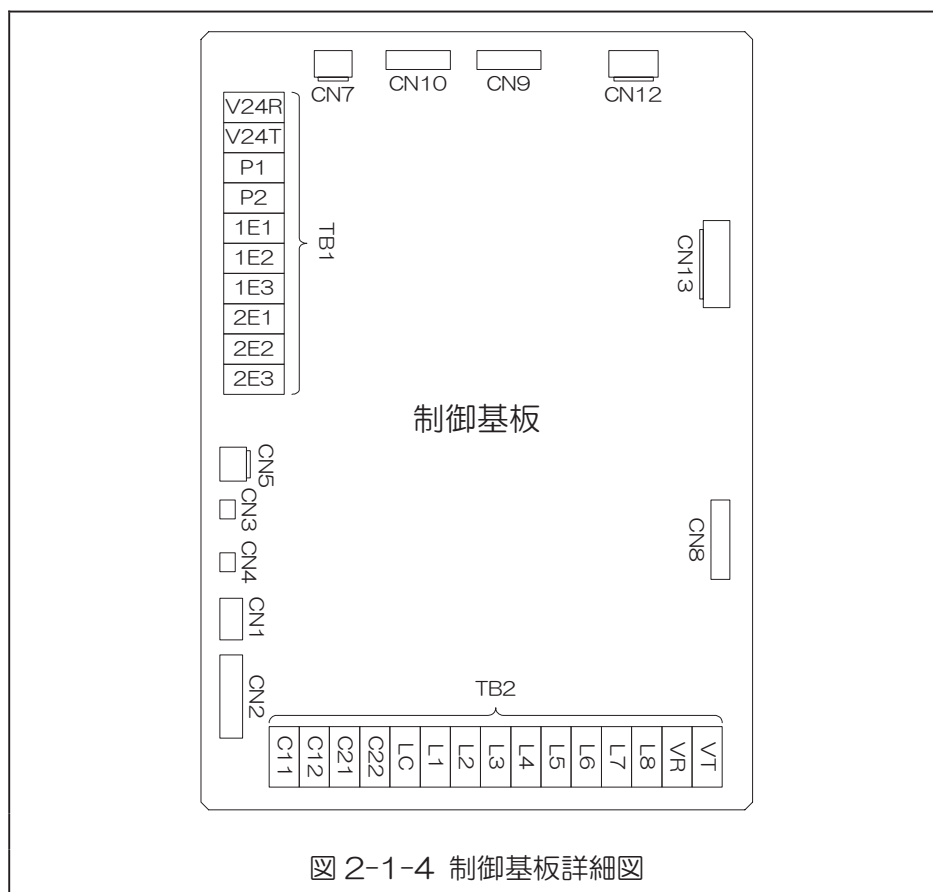 CN7
CN10
CN9
CN12
V24R
V24T
P1
P2
1E1
1E2
1E3
2E1
2E2
2E3
TB1
CN13
制御基板
CN5
CN3
CN4
CN1
CN2
CN8
TB2
C11
C12
C21
C22
LC
L1
L2
L3
L4
L5
L6
L7
L8
VR
VT
図 2-1-4 制御基板詳細図